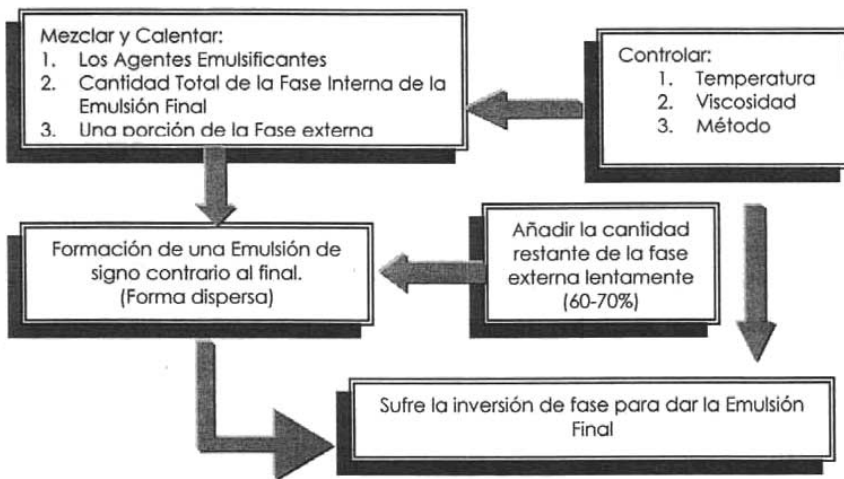 Mezclar y Calentar:
1. Los Agentes Emulsificantes
2. Cantidad Total de la Fase Interna de la
Emulsión Final
3. Una porción de la Fase externa
Controlar:
1. Temperatura
2. Viscosidad
3. Método
Formación de una Emulsión de
signo contrario al final.
(Forma dispersa)
Añadir la cantidad
restante de la fase
externa lentamente
(60-70%)
Sufre la inversión de fase para dar la Emulsión
Final